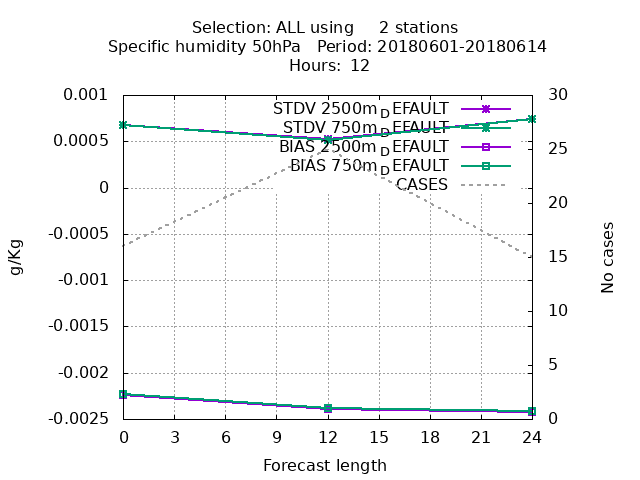 Selection: ALL using     2 stations
Specific humidity 50hPa   Period: 20180601-20180614
Hours:  12
0.001
0.0005
0
-0.0005
-0.001
-0.0015
-0.002
-0.0025
g/Kg
STDV 2500m_DEFAULT
STDV 750m_DEFAULT
BIAS 2500m_DEFAULT
BIAS 750m_DEFAULT
CASES
30
25
20
15
10
5
0
No cases
0 3 6 9 12 15 18 21 24
Forecast length